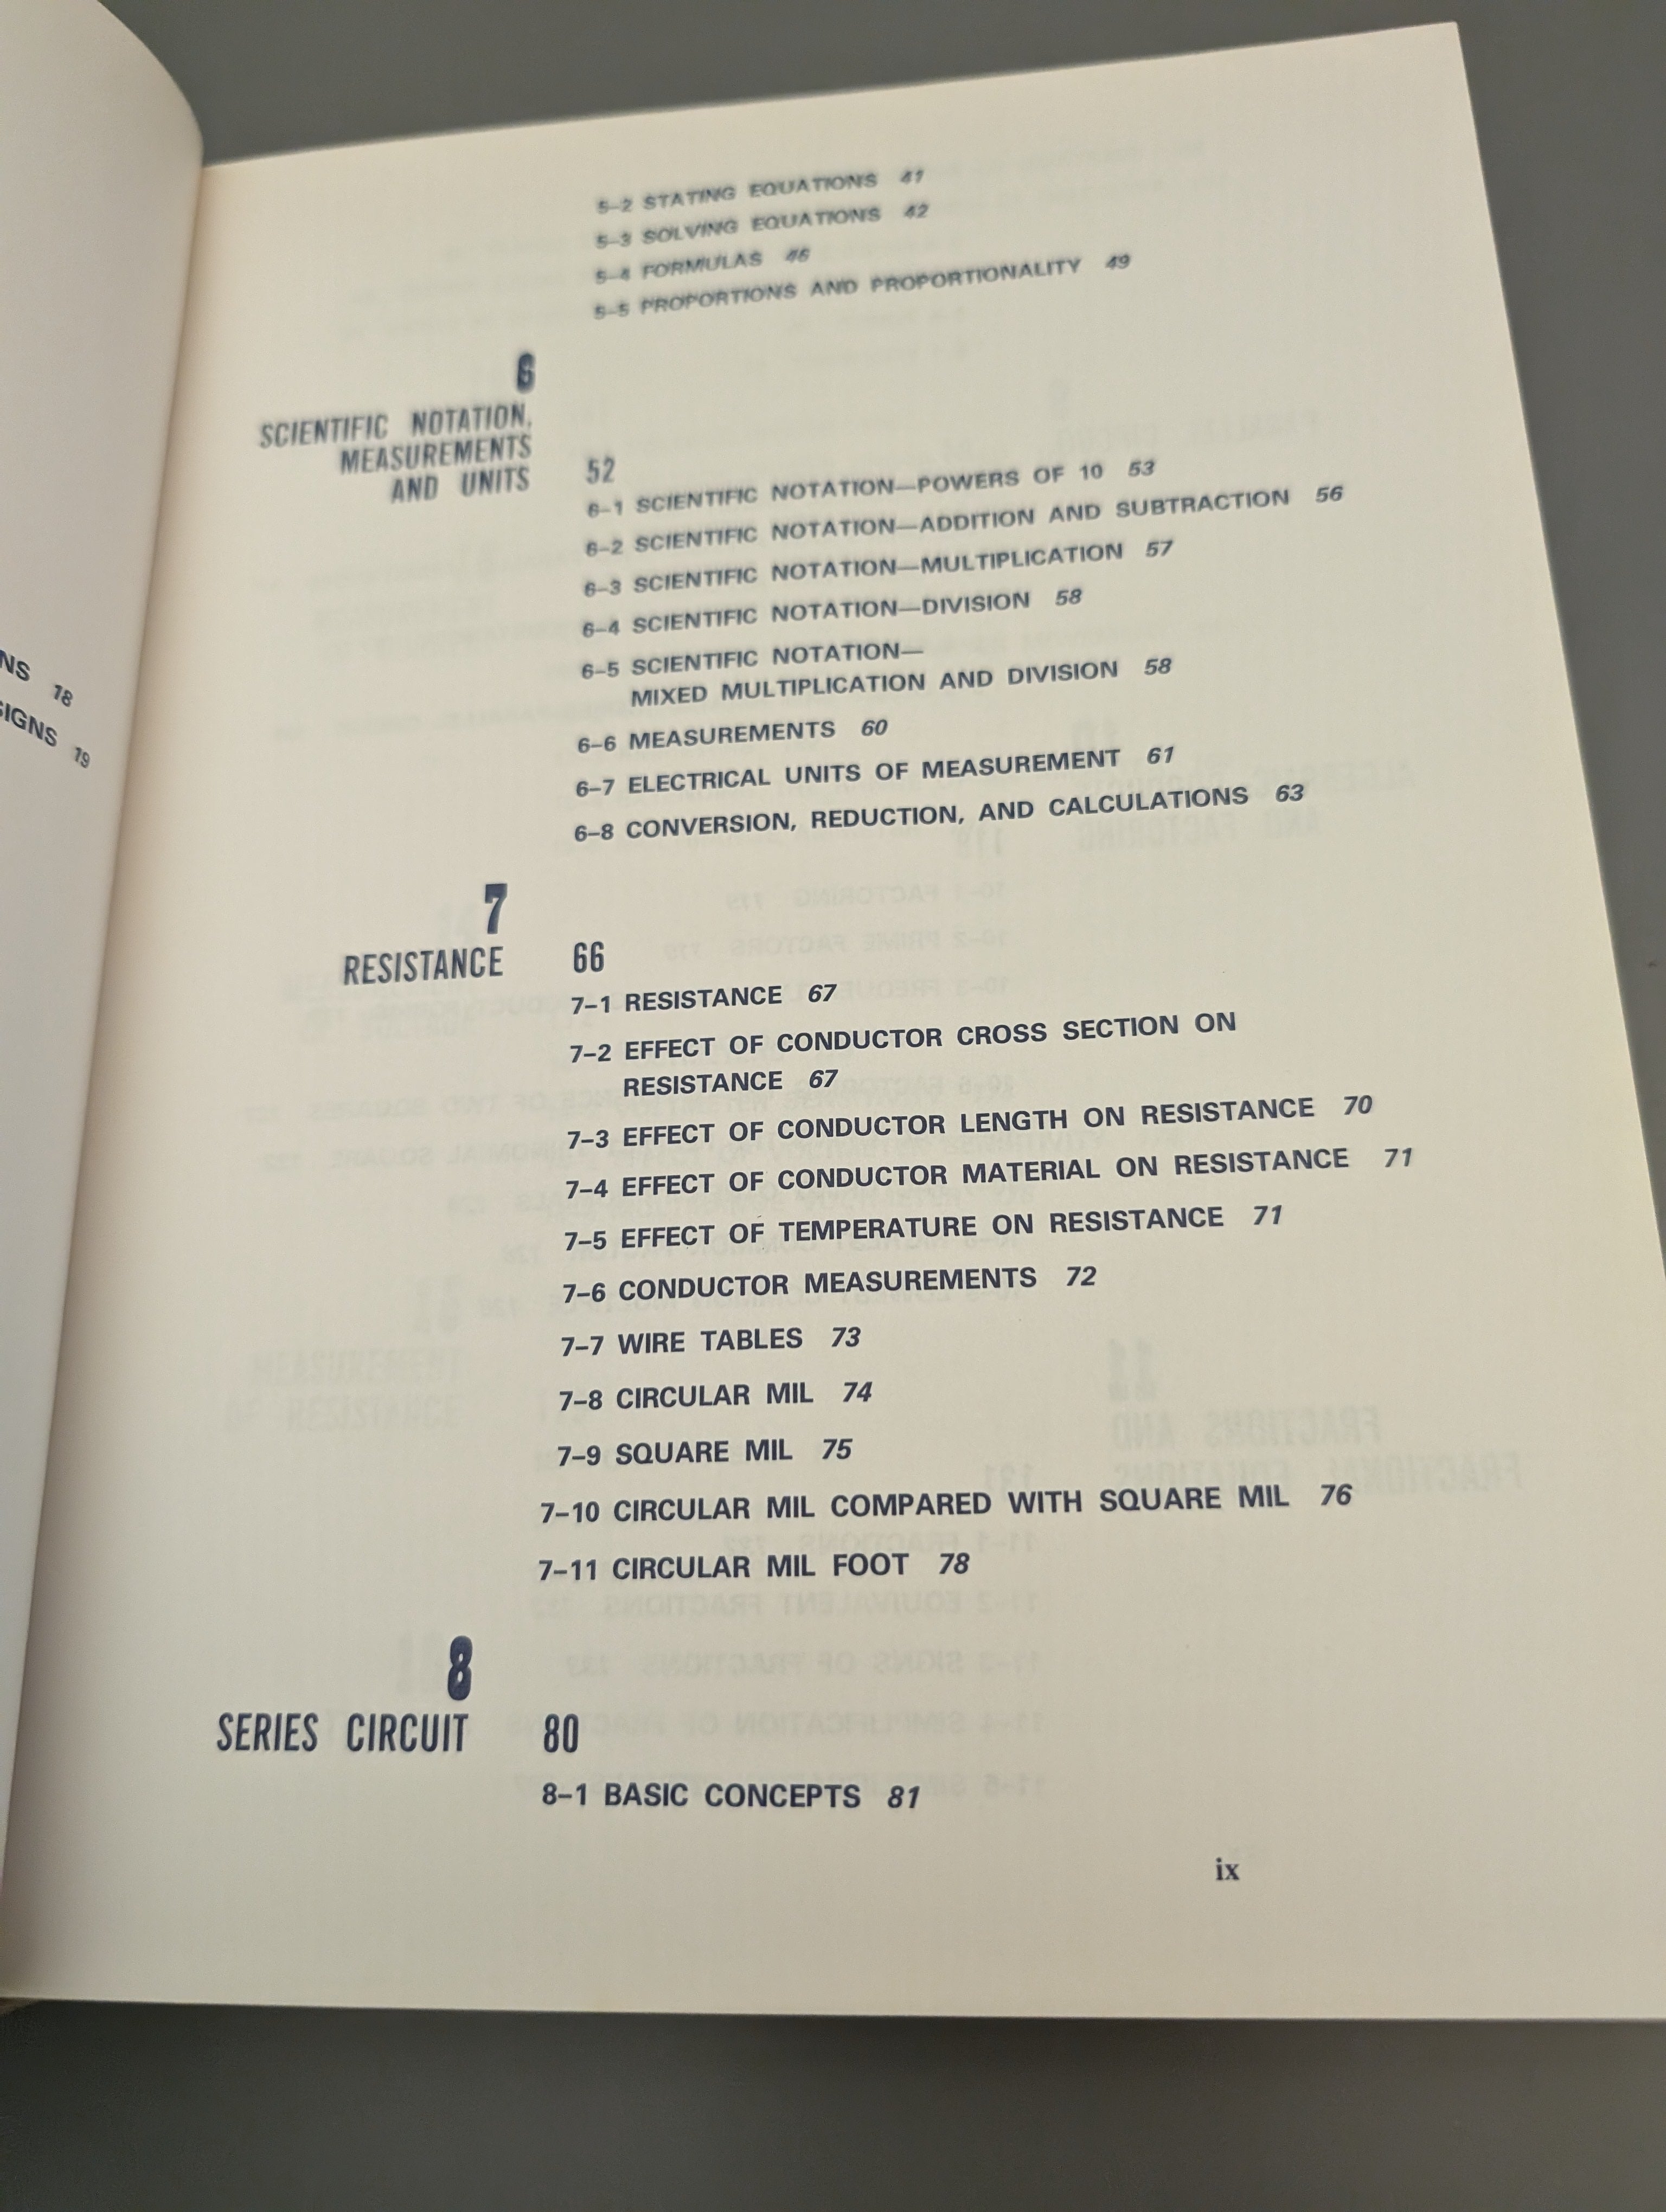 NS 18
SIGNS 19
5–2 STATING EQUATIONS 41
5–3 SOLVING EQUATIONS 42
5–4 FORMULAS 46
5–5 PROPORTIONS AND PROPORTIONALITY 49
6
SCIENTIFIC NOTATION,
MEASUREMENTS
AND UNITS 52
6–1 SCIENTIFIC NOTATION—POWERS OF 10 53
6–2 SCIENTIFIC NOTATION—ADDITION AND SUBTRACTION 56
6–3 SCIENTIFIC NOTATION—MULTIPLICATION 57
6–4 SCIENTIFIC NOTATION—DIVISION 58
6–5 SCIENTIFIC NOTATION—
MIXED MULTIPLICATION AND DIVISION 58
6–6 MEASUREMENTS 60
6–7 ELECTRICAL UNITS OF MEASUREMENT 61
6–8 CONVERSION, REDUCTION, AND CALCULATIONS 63
7
RESISTANCE 66
7–1 RESISTANCE 67
7–2 EFFECT OF CONDUCTOR CROSS SECTION ON
RESISTANCE 67
7–3 EFFECT OF CONDUCTOR LENGTH ON RESISTANCE 70
7–4 EFFECT OF CONDUCTOR MATERIAL ON RESISTANCE 71
7–5 EFFECT OF TEMPERATURE ON RESISTANCE 71
7–6 CONDUCTOR MEASUREMENTS 72
7–7 WIRE TABLES 73
7–8 CIRCULAR MIL 74
7–9 SQUARE MIL 75
7–10 CIRCULAR MIL COMPARED WITH SQUARE MIL 76
7–11 CIRCULAR MIL FOOT 78
8
SERIES CIRCUIT 80
8–1 BASIC CONCEPTS 81
ix